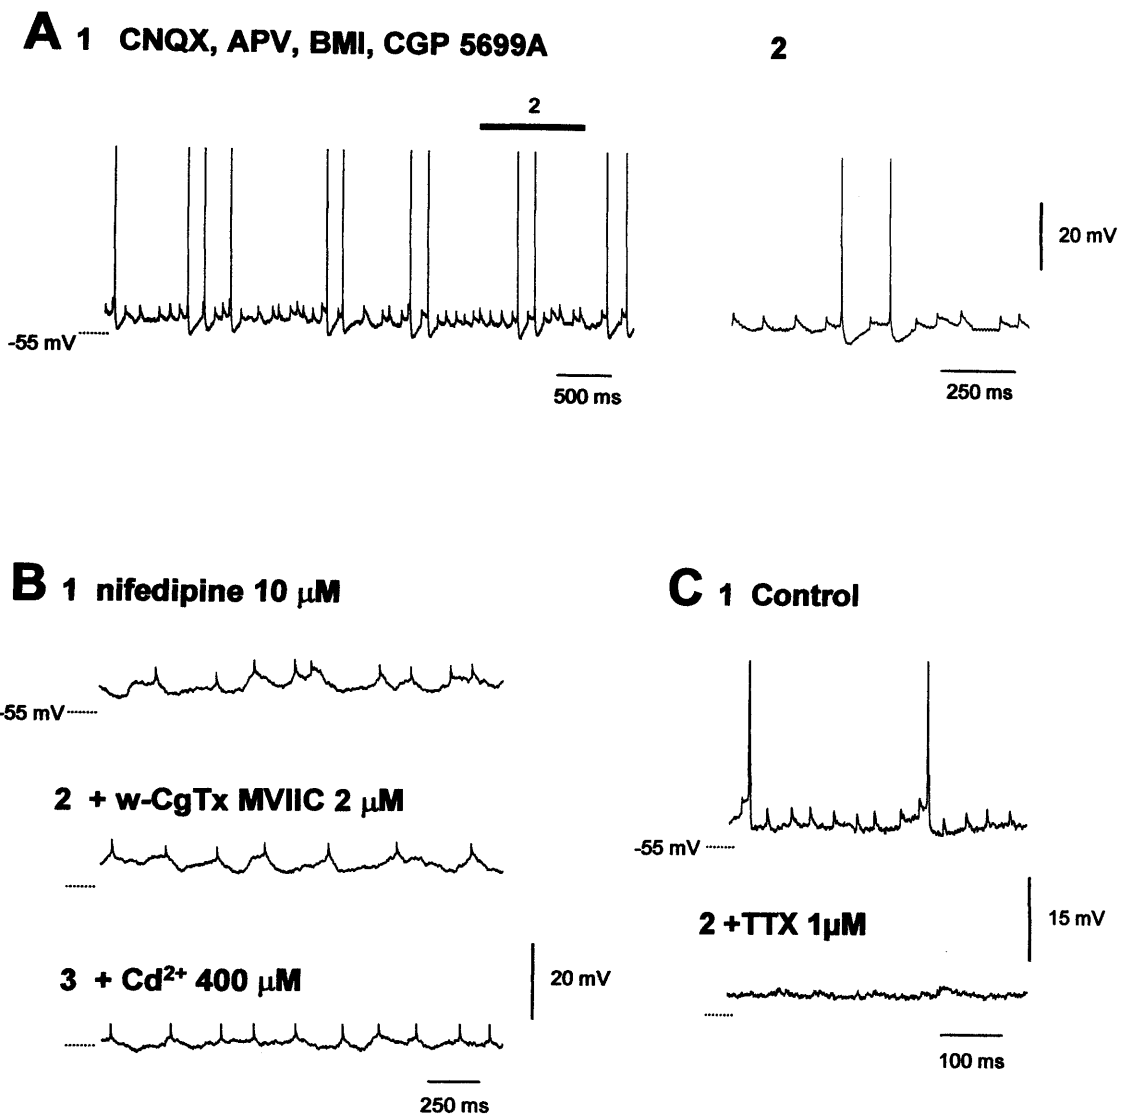 A 1 CNQX, APV, BMI, CGP 5699A
2
2
20 mV
-55 mV
500 ms
250 ms
B 1 nifedipine 10 μM
-55 mV
2 + w-CgTx MVIIC 2 μM
3 + Cd²⁺ 400 μM
20 mV
250 ms
C 1 Control
-55 mV
2 +TTX 1μM
15 mV
100 ms